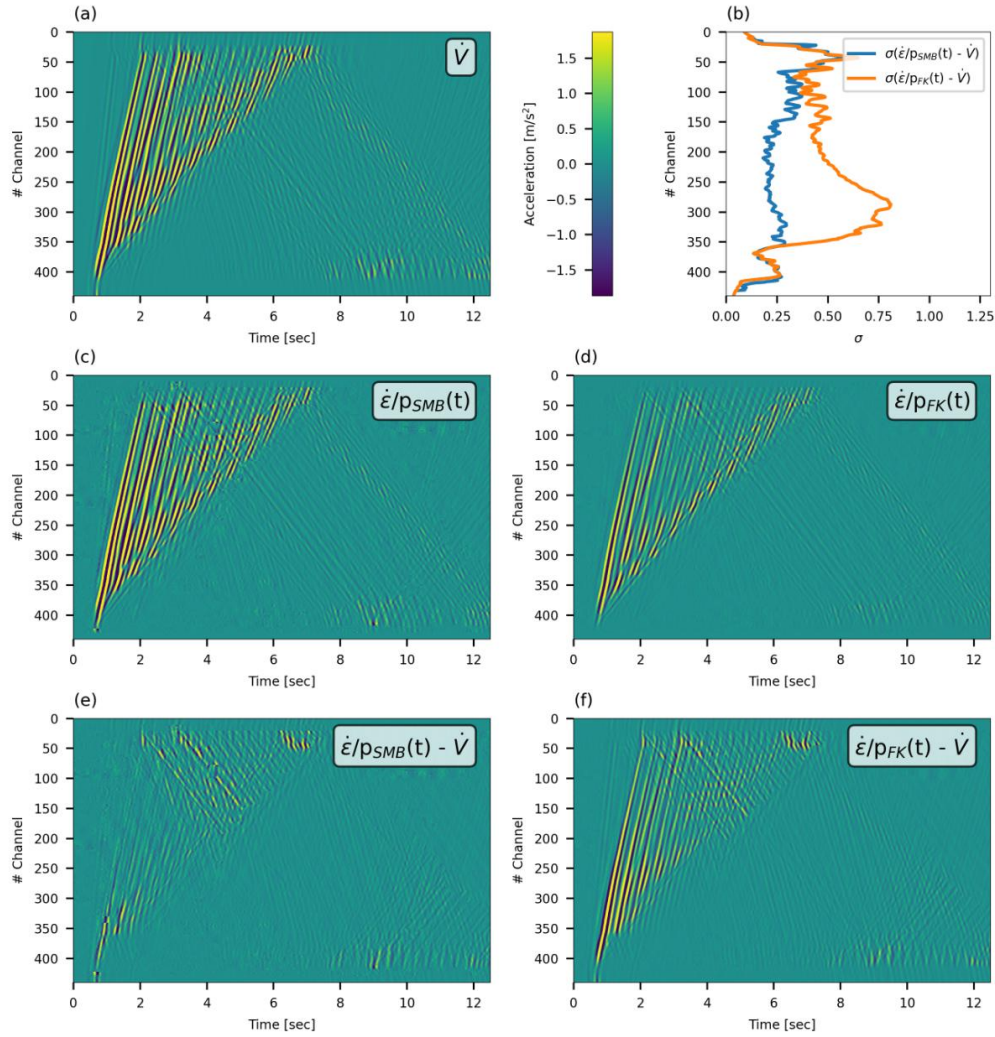 (a)
V̇
0
50
100
150
200
250
300
350
400
# Channel
0 2 4 6 8 10 12
Time [sec]
1.5
1.0
0.5
0.0
−0.5
−1.0
−1.5
Acceleration [m/s²]
(b)
σ(ε̇/p_SMB(t) - V̇)
σ(ε̇/p_FK(t) - V̇)
0
50
100
150
200
250
300
350
400
# Channel
0.00 0.25 0.50 0.75 1.00 1.25
σ
(c)
ε̇/p_SMB(t)
0
50
100
150
200
250
300
350
400
# Channel
0 2 4 6 8 10 12
Time [sec]
(d)
ε̇/p_FK(t)
0
50
100
150
200
250
300
350
400
# Channel
0 2 4 6 8 10 12
Time [sec]
(e)
ε̇/p_SMB(t) - V̇
0
50
100
150
200
250
300
350
400
# Channel
0 2 4 6 8 10 12
Time [sec]
(f)
ε̇/p_FK(t) - V̇
0
50
100
150
200
250
300
350
400
# Channel
0 2 4 6 8 10 12
Time [sec]